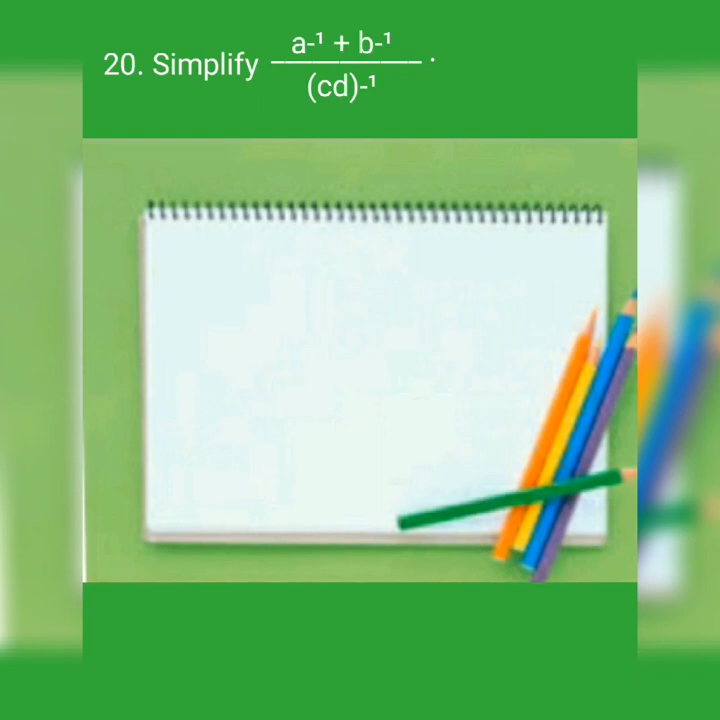 a-¹ + b-¹
20. Simplify ————— .
(cd)-¹